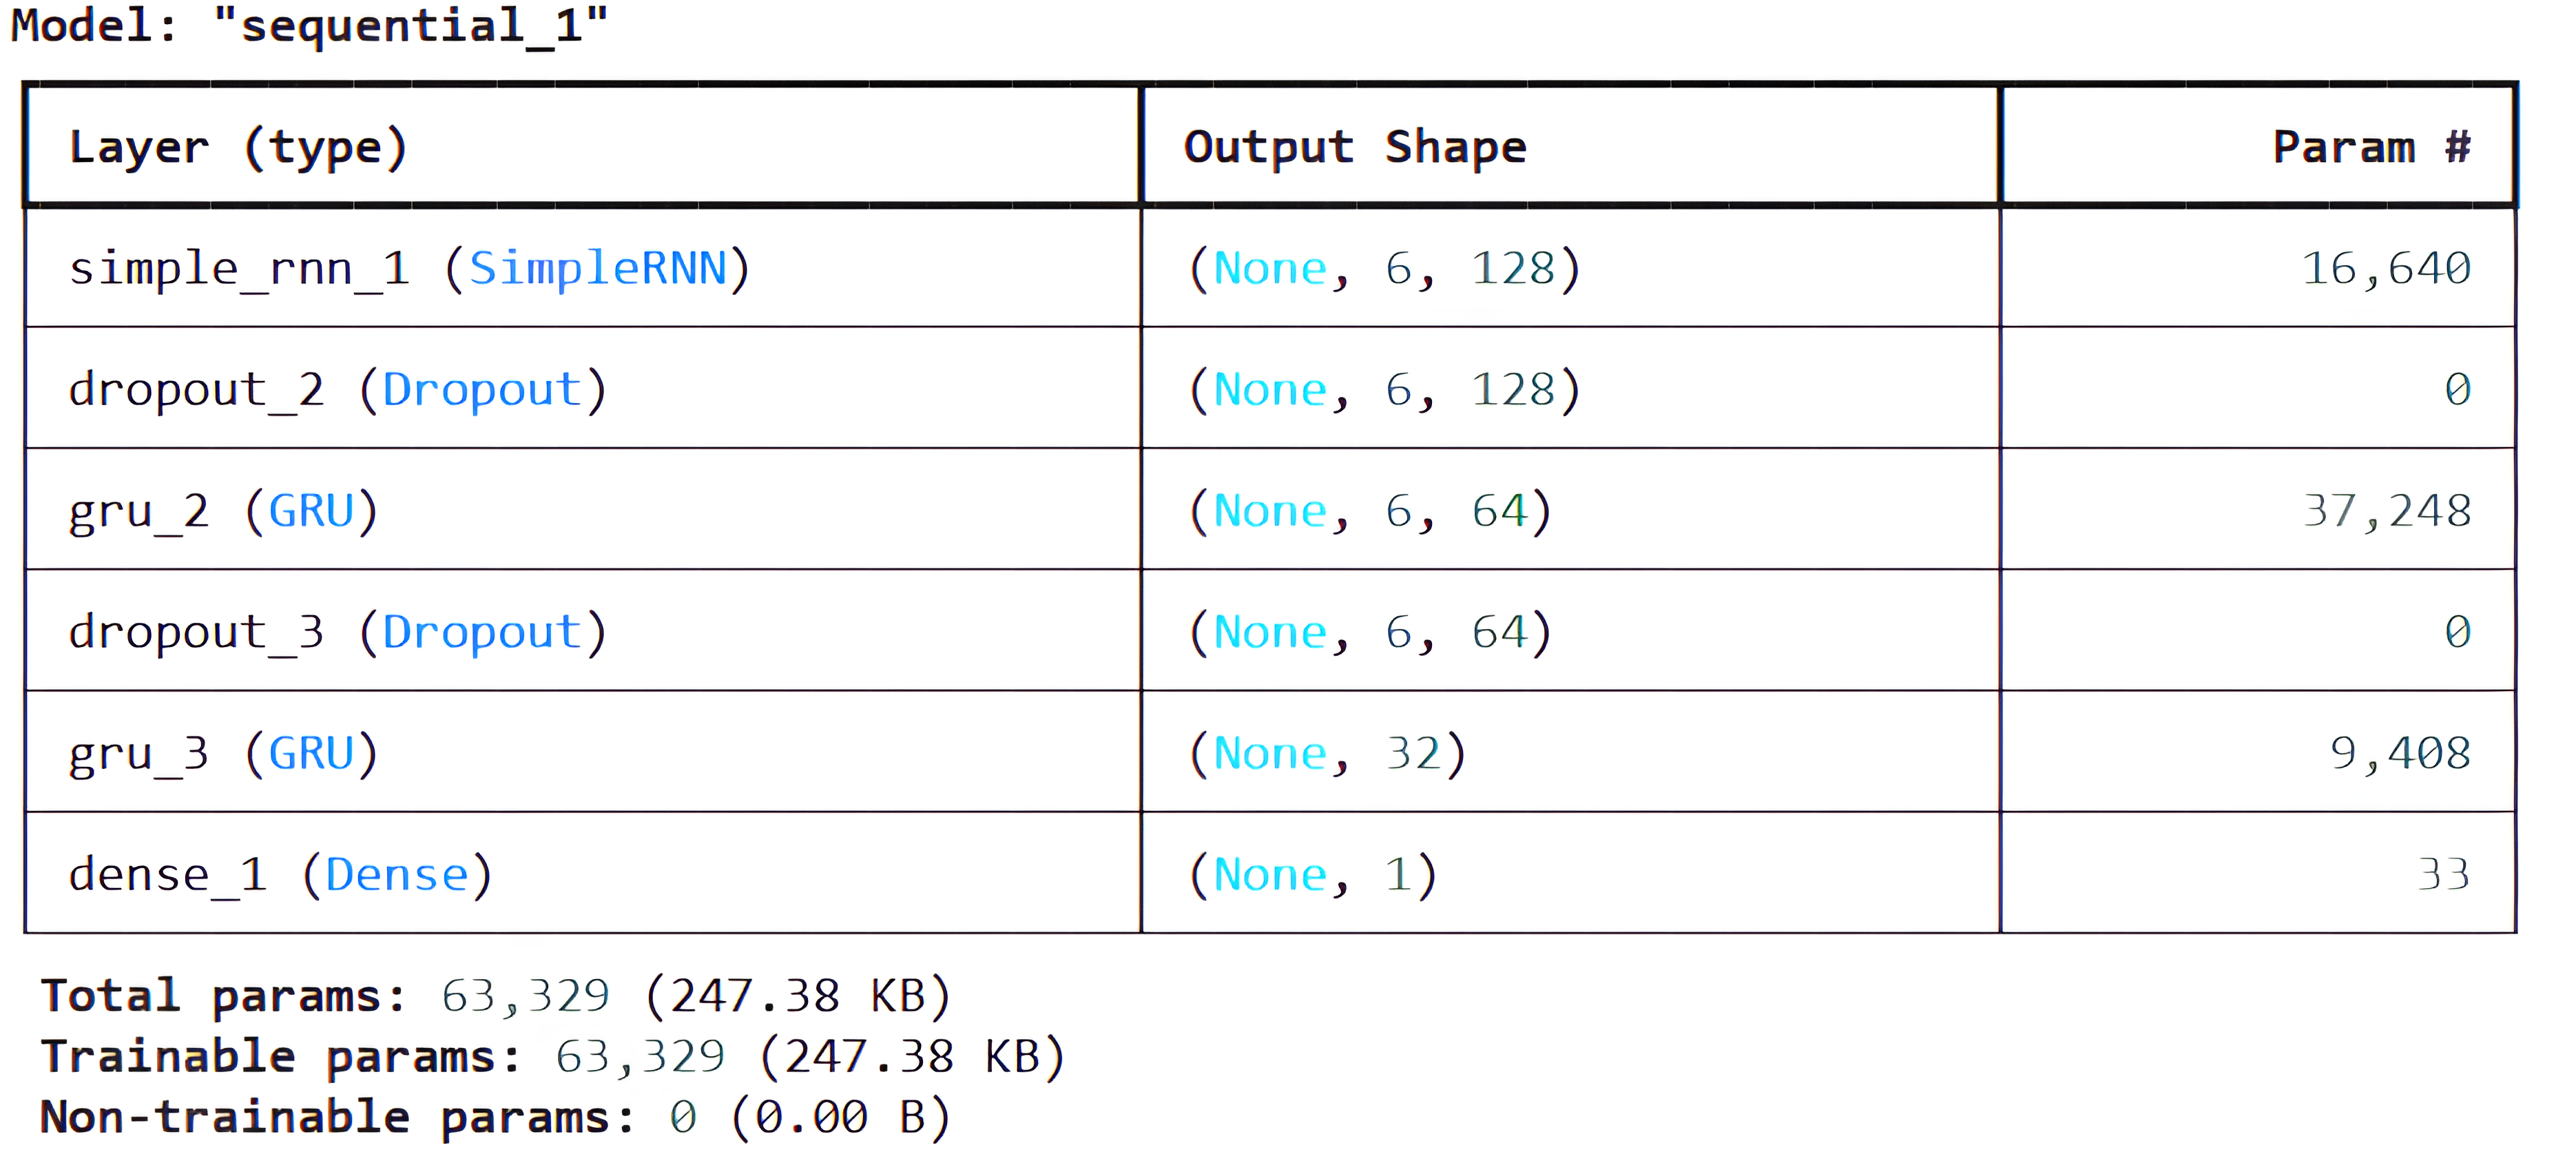 Model: "sequential_1"
Layer (type) Output Shape Param #
simple_rnn_1 (SimpleRNN) (None, 6, 128) 16,640
dropout_2 (Dropout) (None, 6, 128) 0
gru_2 (GRU) (None, 6, 64) 37,248
dropout_3 (Dropout) (None, 6, 64) 0
gru_3 (GRU) (None, 32) 9,408
dense_1 (Dense) (None, 1) 33
Total params: 63,329 (247.38 KB)
Trainable params: 63,329 (247.38 KB)
Non-trainable params: 0 (0.00 B)